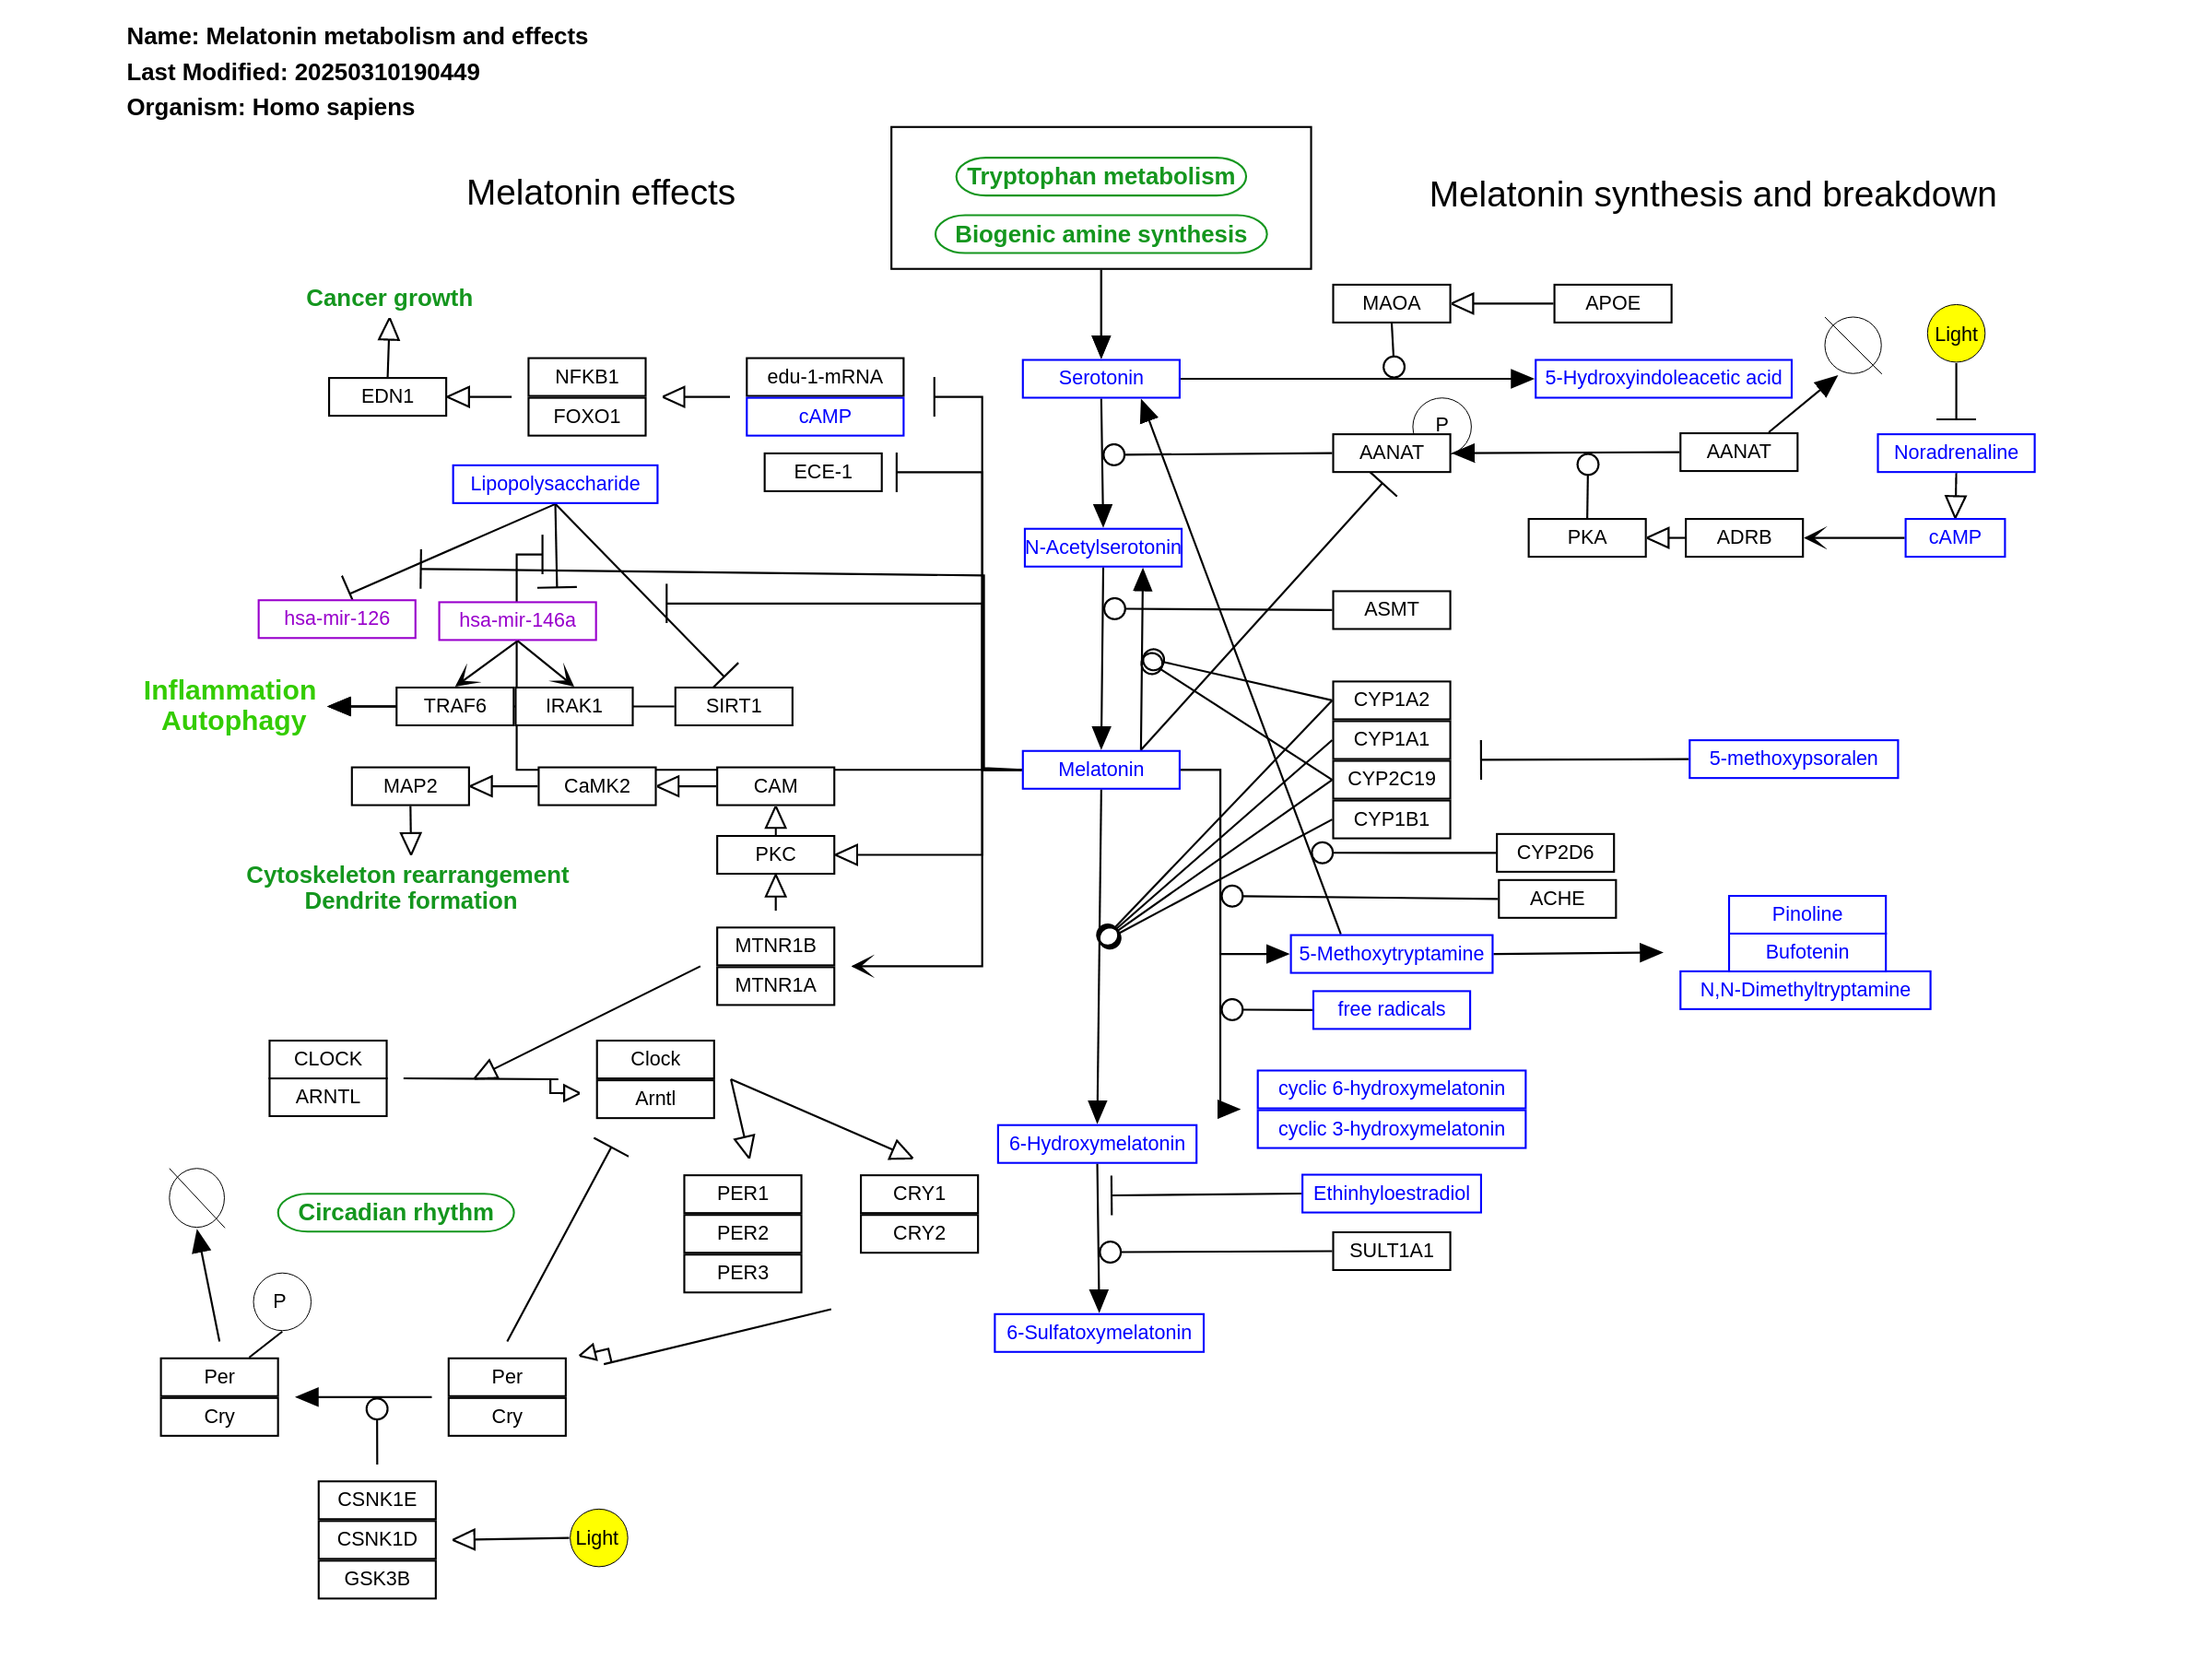 Name: Melatonin metabolism and effects
Last Modified: 20250310190449
Organism: Homo sapiens
Melatonin effects
Tryptophan metabolism
Biogenic amine synthesis
Melatonin synthesis and breakdown
Cancer growth
EDN1
NFKB1
FOXO1
edu-1-mRNA
cAMP
ECE-1
Lipopolysaccharide
hsa-mir-126
hsa-mir-146a
Inflammation
Autophagy
TRAF6
IRAK1
SIRT1
MAP2
CaMK2
CAM
PKC
Cytoskeleton rearrangement
Dendrite formation
MTNR1B
MTNR1A
CLOCK
ARNTL
Clock
Arntl
Circadian rhythm
PER1
PER2
PER3
CRY1
CRY2
P
Per
Cry
Per
Cry
CSNK1E
CSNK1D
GSK3B
Light
Serotonin
N-Acetylserotonin
Melatonin
6-Hydroxymelatonin
6-Sulfatoxymelatonin
MAOA
APOE
5-Hydroxyindoleacetic acid
Light
P
AANAT
AANAT
Noradrenaline
PKA
ADRB
cAMP
ASMT
CYP1A2
CYP1A1
CYP2C19
CYP1B1
5-methoxypsoralen
CYP2D6
ACHE
5-Methoxytryptamine
Pinoline
Bufotenin
N,N-Dimethyltryptamine
free radicals
cyclic 6-hydroxymelatonin
cyclic 3-hydroxymelatonin
Ethinhyloestradiol
SULT1A1